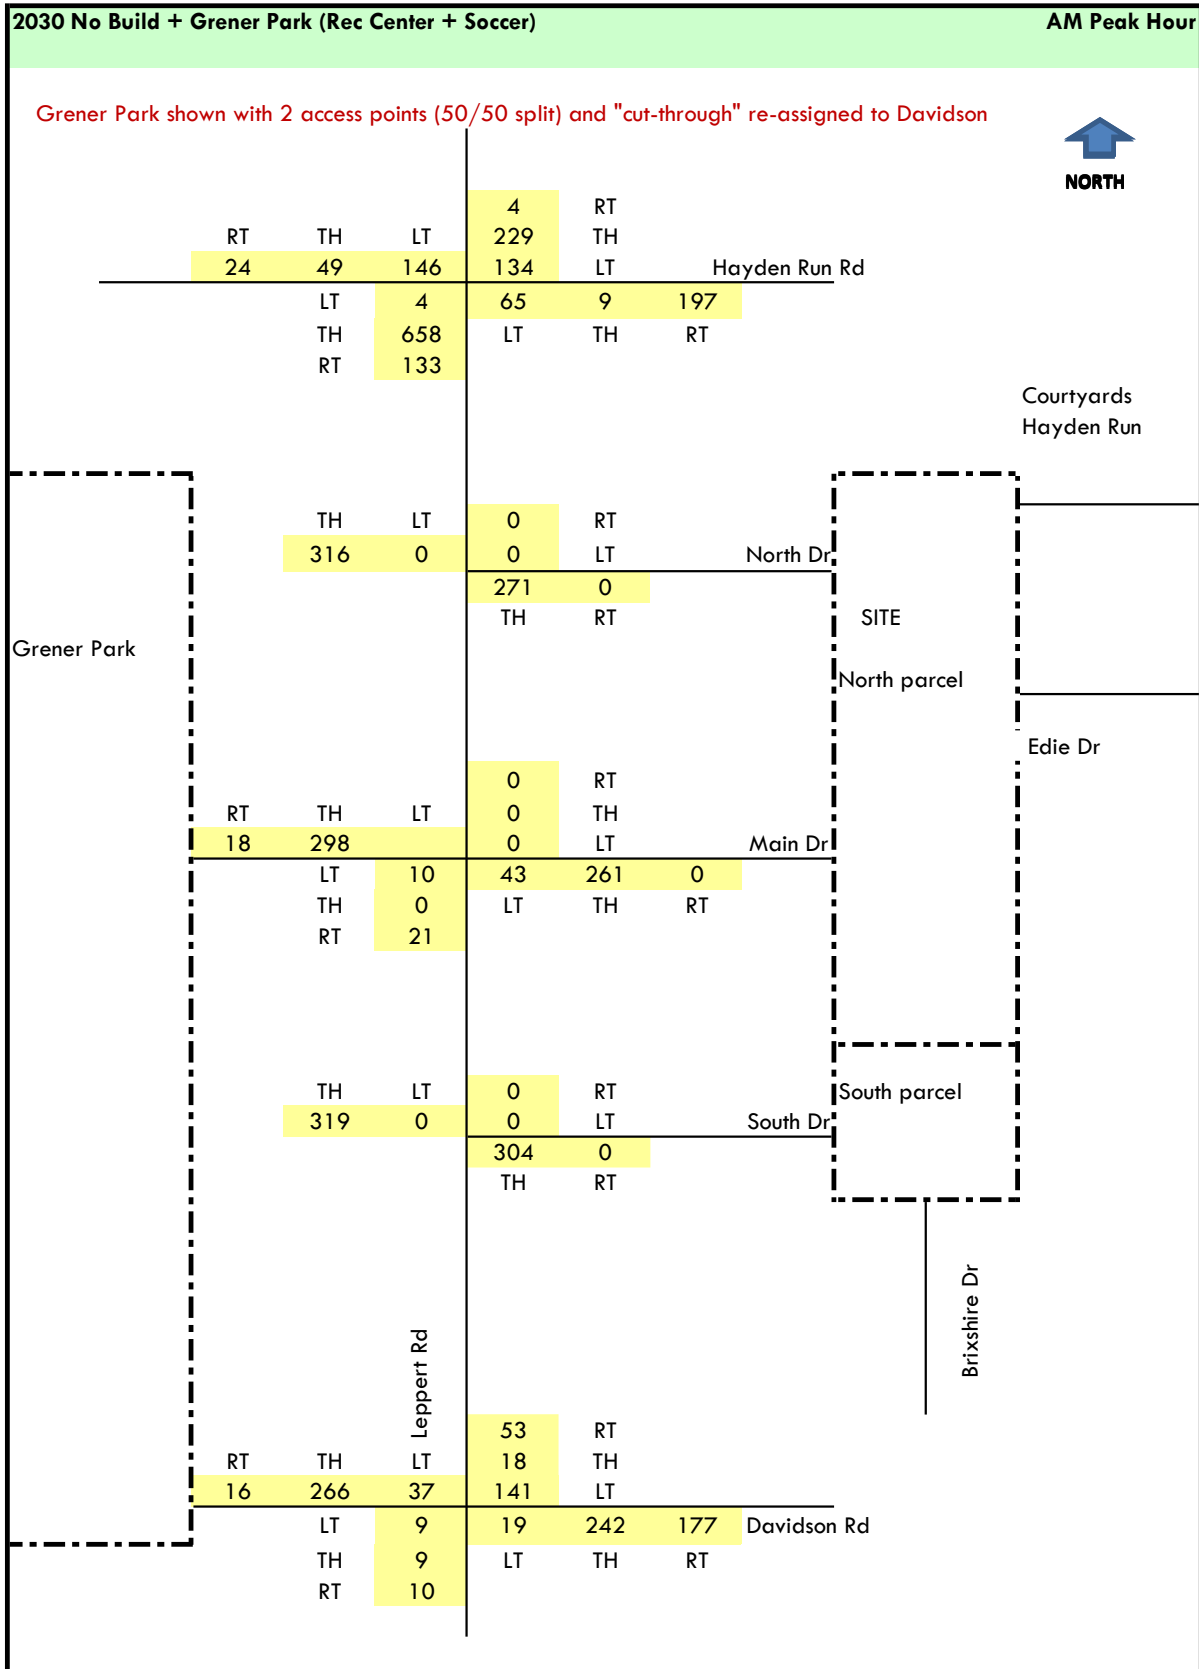 2030 No Build + Grener Park (Rec Center + Soccer) AM Peak Hour
Grener Park shown with 2 access points (50/50 split) and "cut-through" re-assigned to Davidson
NORTH
4 RT
RT TH LT 229 TH
24 49 146 134 LT Hayden Run Rd
LT 4 65 9 197
TH 658 LT TH RT
RT 133
Courtyards
Hayden Run
TH LT 0 RT
316 0 0 LT North Dr
271 0
TH RT SITE
Grener Park
North parcel
Edie Dr
0 RT
RT TH LT 0 TH
18 298 0 LT Main Dr
LT 10 43 261 0
TH 0 LT TH RT
RT 21
TH LT 0 RT South parcel
319 0 0 LT South Dr
304 0
TH RT
Brixshire Dr
Leppert Rd
53 RT
RT TH LT 18 TH
16 266 37 141 LT
LT 9 19 242 177 Davidson Rd
TH 9 LT TH RT
RT 10